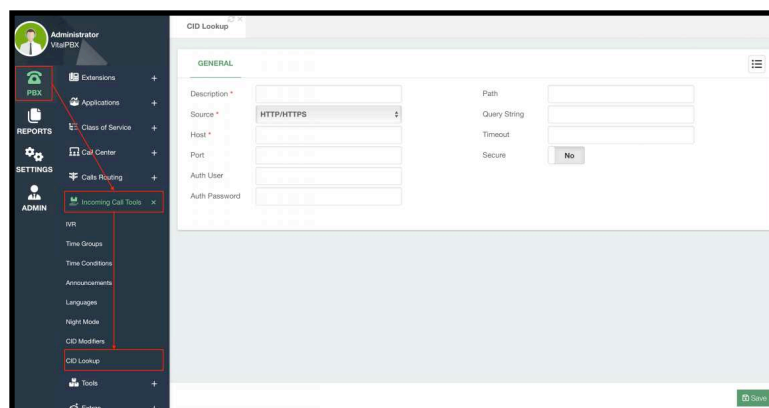 Administrator
VitalPBX
PBX
REPORTS
SETTINGS
ADMIN
Extensions +
Applications +
Class of Service +
Call Center +
Calls Routing +
Incoming Call Tools ×
IVR
Time Groups
Time Conditions
Announcements
Languages
Night Mode
CID Modifiers
CID Lookup
Tools +
Extras +
CID Lookup ×
GENERAL
Description *
Source * HTTP/HTTPS
Host *
Port
Auth User
Auth Password
Path
Query String
Timeout
Secure No
Save